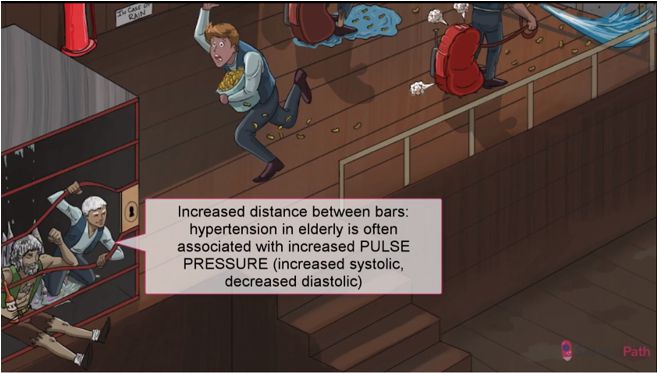 IN CASE OF
RAIN
Increased distance between bars:
hypertension in elderly is often
associated with increased PULSE
PRESSURE (increased systolic,
decreased diastolic)
Path